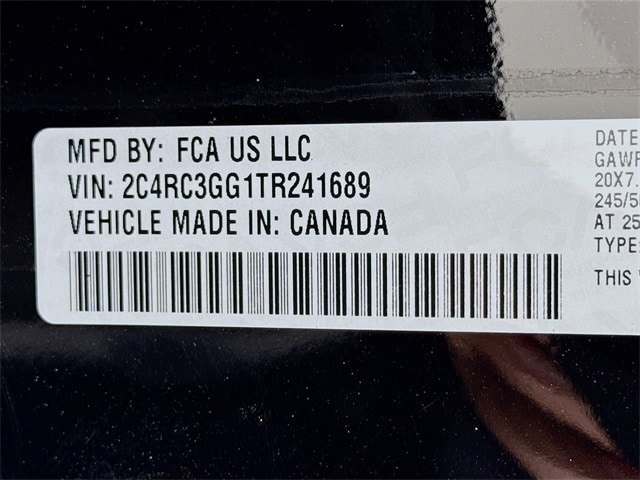 MFD BY: FCA US LLC
VIN: 2C4RC3GG1TR241689
VEHICLE MADE IN: CANADA
DATE
GAWR
20X7.
245/50
AT 25
TYPE:
THIS